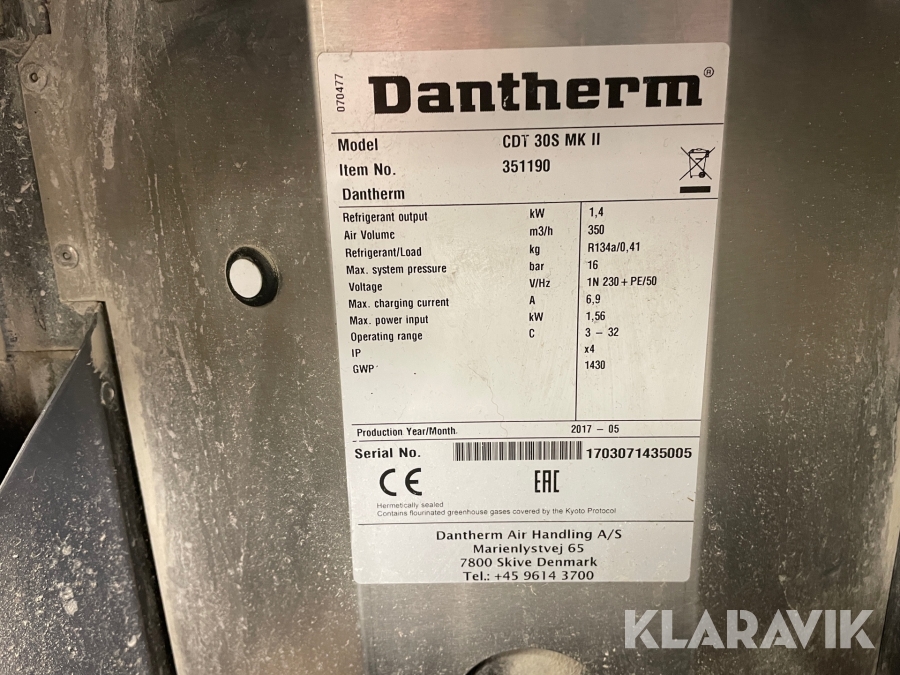 070477
Dantherm®
Model CDT 30S MK II
Item No. 351190
Dantherm
Refrigerant output kW 1,4
Air Volume m3/h 350
Refrigerant/Load kg R134a/0,41
Max. system pressure bar 16
Voltage V/Hz 1N 230 + PE/50
Max. charging current A 6,9
Max. power input kW 1,56
Operating range C 3 – 32
IP x4
GWP 1430
Production Year/Month. 2017 – 05
Serial No. 1703071435005
CE EAC
Hermetically sealed
Contains flourinated greenhouse gases covered by the Kyoto Protocol
Dantherm Air Handling A/S
Marienlystvej 65
7800 Skive Denmark
Tel.: +45 9614 3700
KLARAVIK